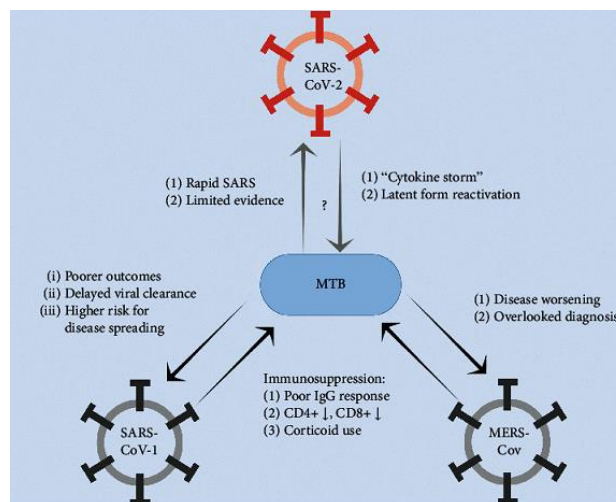 SARS-
CoV-2
(1) Rapid SARS
(2) Limited evidence
?
(1) “Cytokine storm”
(2) Latent form reactivation
(i) Poorer outcomes
(ii) Delayed viral clearance
(iii) Higher risk for
disease spreading
MTB
(1) Disease worsening
(2) Overlooked diagnosis
Immunosuppression:
(1) Poor IgG response
(2) CD4+ ↓, CD8+ ↓
(3) Corticoid use
SARS-
CoV-1
MERS-
Cov